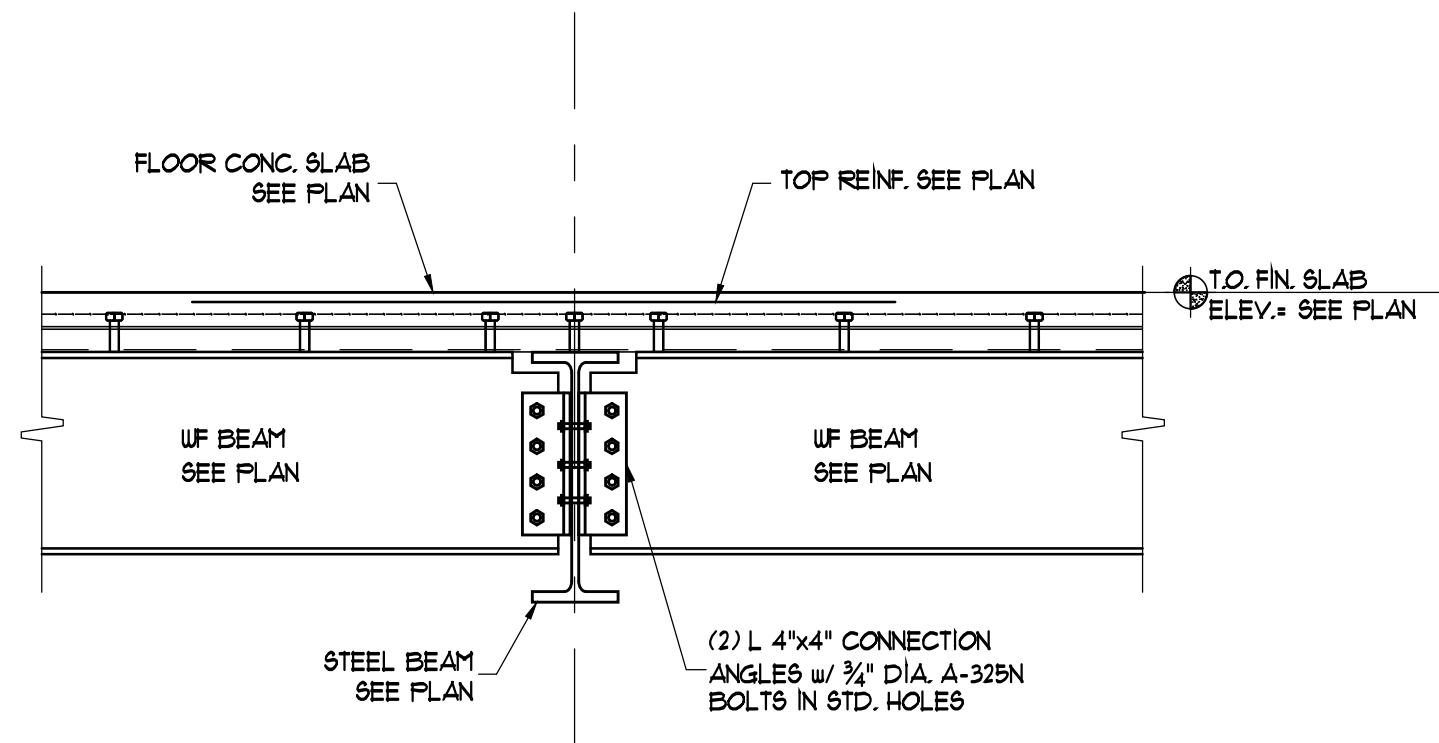 FLOOR CONC. SLAB
SEE PLAN
TOP REINF. SEE PLAN
T.O. FIN. SLAB
ELEV.= SEE PLAN
WF BEAM
SEE PLAN
WF BEAM
SEE PLAN
STEEL BEAM
SEE PLAN
(2) L 4"x4" CONNECTION
ANGLES w/ ¾" DIA. A-325N
BOLTS IN STD. HOLES